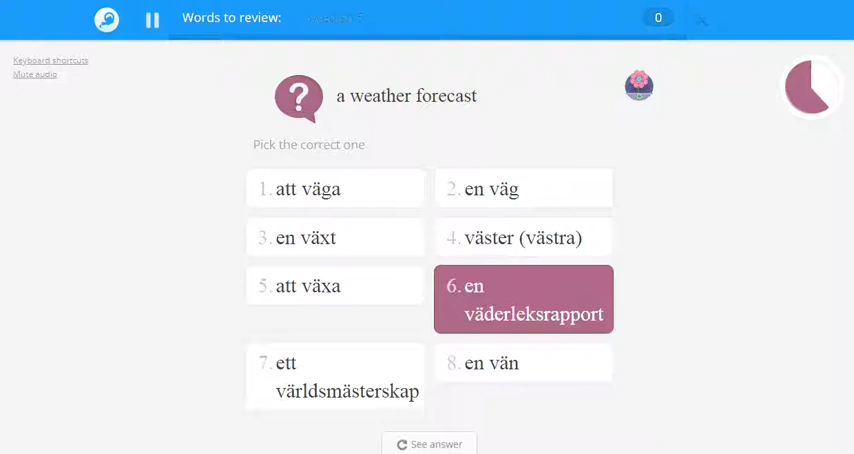 Words to review:
0
Keyboard shortcuts
Mute audio
?
a weather forecast
Pick the correct one
1. att väga
2. en väg
3. en växt
4. väster (västra)
5. att växa
6. en
väderleksrapport
7. ett
världsmästerskap
8. en vän
See answer